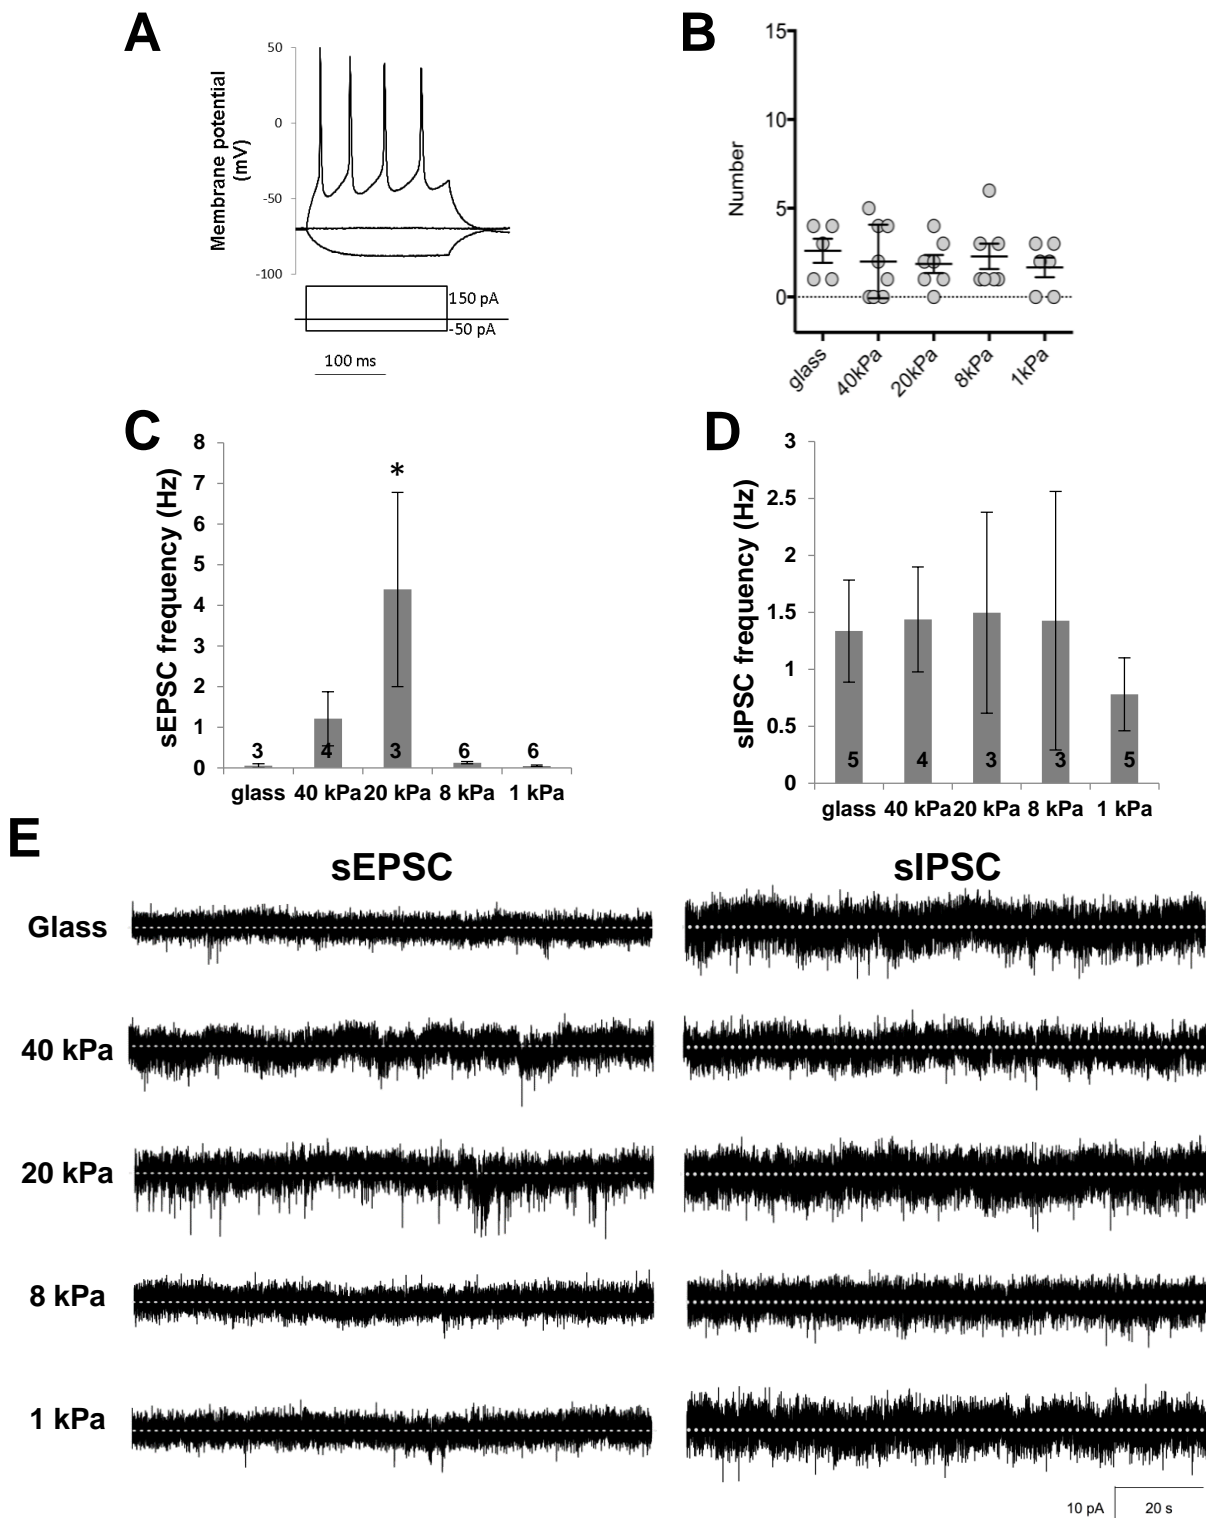 A
Membrane potential
(mV)
50
0
-50
-100
150 pA
-50 pA
100 ms
B
Number
15
10
5
0
glass
40kPa
20kPa
8kPa
1kPa
C
sEPSC frequency (Hz)
8
7
6
5
4
3
2
1
0
*
3
4
3
6
6
glass 40 kPa 20 kPa 8 kPa 1 kPa
D
sIPSC frequency (Hz)
3
2.5
2
1.5
1
0.5
0
5
4
3
3
5
glass 40 kPa 20 kPa 8 kPa 1 kPa
E
sEPSC sIPSC
Glass
40 kPa
20 kPa
8 kPa
1 kPa
10 pA 20 s